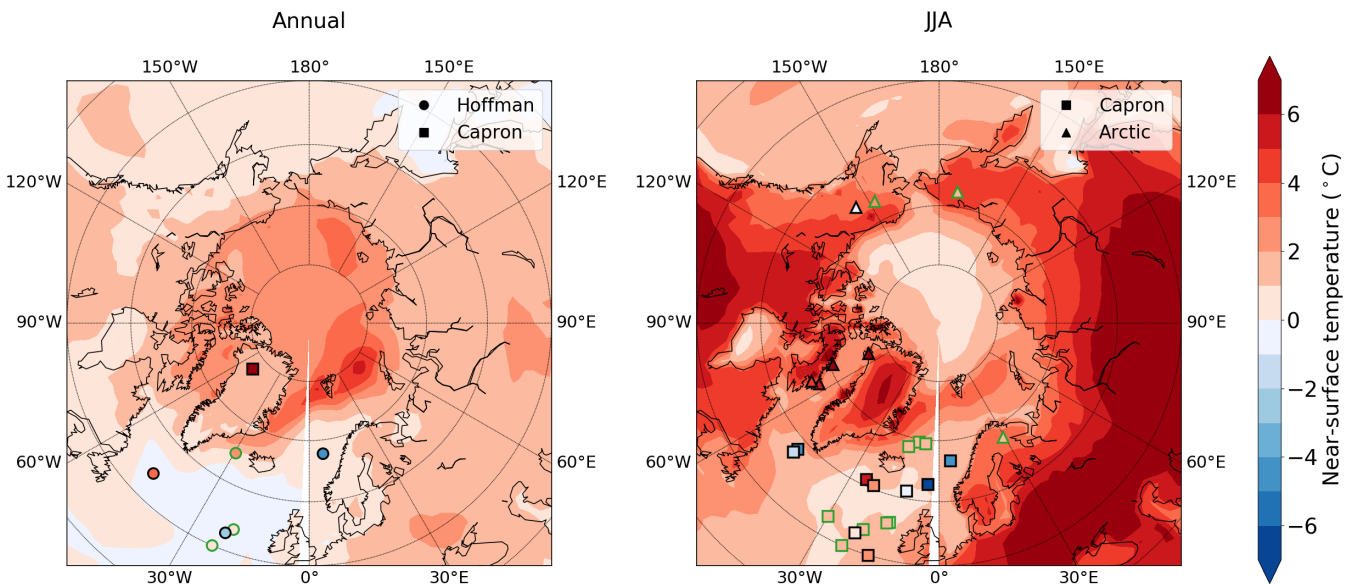 Annual
JJA
150°W 180° 150°E
150°W 180° 150°E
Hoffman
Capron
Capron
Arctic
120°W
120°E
120°W
120°E
90°W
90°E
90°W
90°E
60°W
60°E
60°W
60°E
30°W 0° 30°E
30°W 0° 30°E
6
4
2
0
−2
−4
−6
Near-surface temperature (°C)